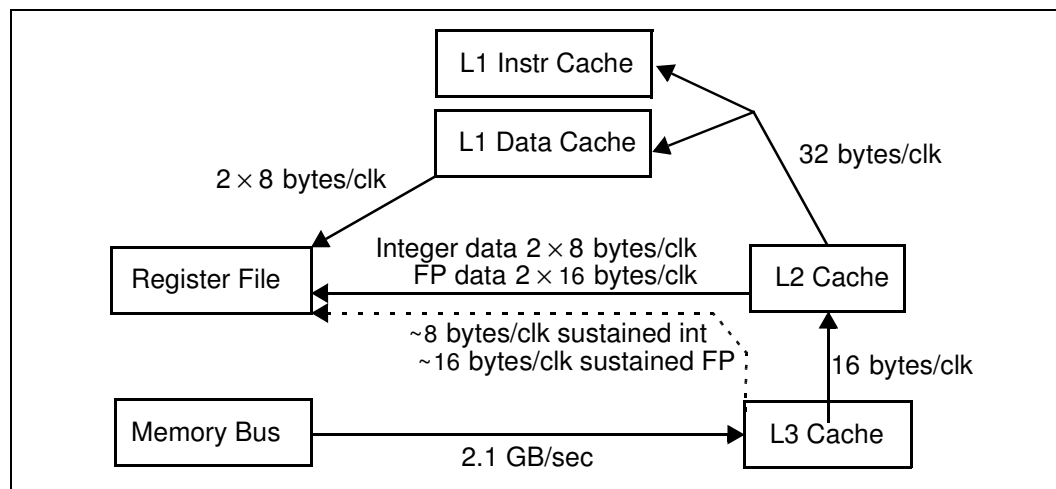 L1 Instr Cache
L1 Data Cache
32 bytes/clk
2 × 8 bytes/clk
Integer data 2 × 8 bytes/clk
FP data 2 × 16 bytes/clk
Register File
L2 Cache
~8 bytes/clk sustained int
~16 bytes/clk sustained FP
16 bytes/clk
Memory Bus
L3 Cache
2.1 GB/sec